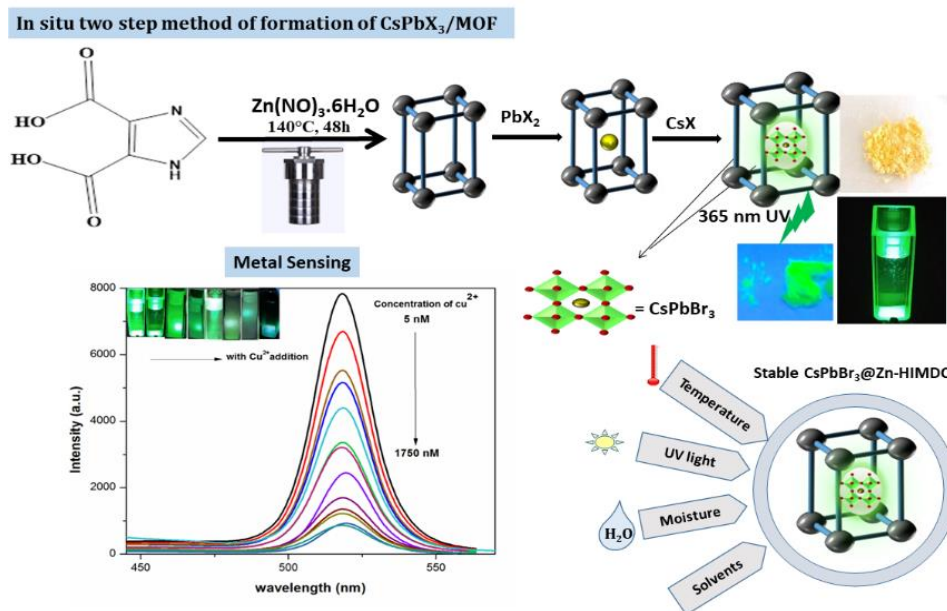 In situ two step method of formation of CsPbX₃/MOF
O
HO
N
HO
N
H
O
Zn(NO)₃.6H₂O
140°C, 48h
PbX₂
CsX
365 nm UV
= CsPbBr₃
Metal Sensing
Intensity (a.u.)
8000
6000
4000
2000
0
450
500
550
wavelength (nm)
with Cu²⁺ addition
Concentration of cu²⁺
5 nM
1750 nM
Stable CsPbBr₃@Zn-HIMDC
Temperature
UV light
Moisture
H₂O
Solvents